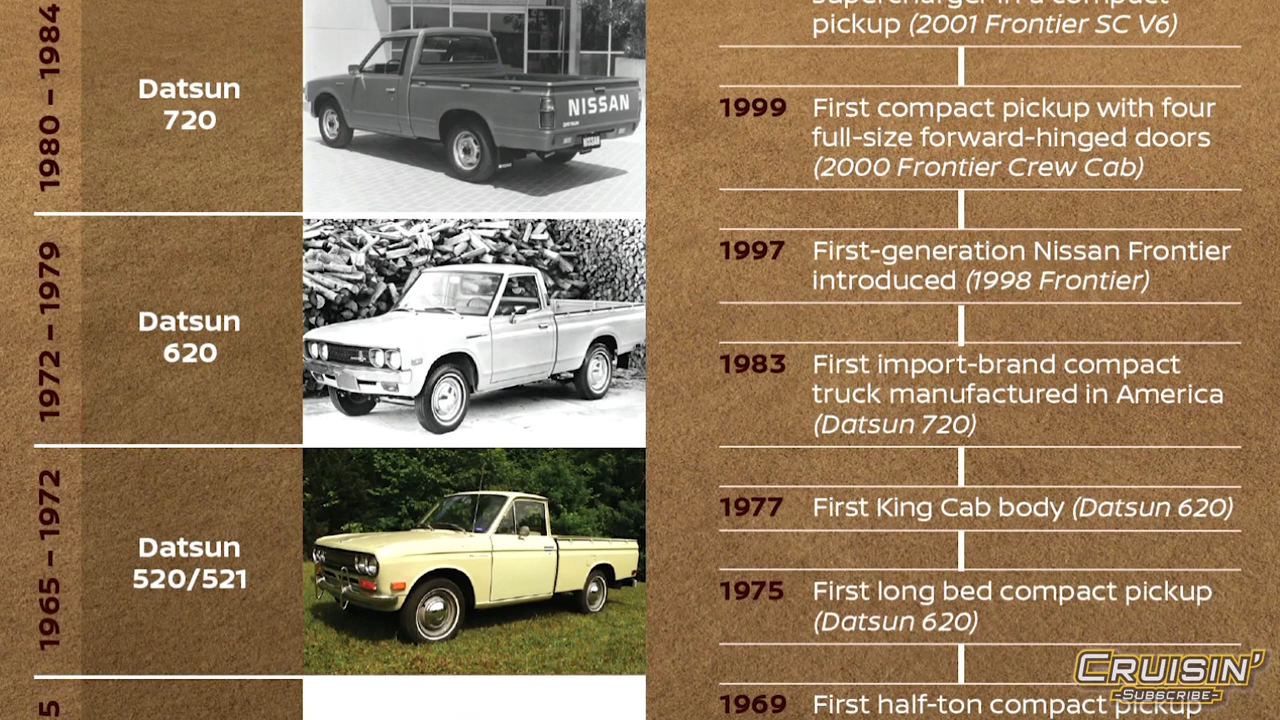 1980 – 1984
Datsun
720
NISSAN
1972 – 1979
Datsun
620
1965 – 1972
Datsun
520/521
5
pickup (2001 Frontier SC V6)
1999 First compact pickup with four
full-size forward-hinged doors
(2000 Frontier Crew Cab)
1997 First-generation Nissan Frontier
introduced (1998 Frontier)
1983 First import-brand compact
truck manufactured in America
(Datsun 720)
1977 First King Cab body (Datsun 620)
1975 First long bed compact pickup
(Datsun 620)
1969 First half-ton compact pickup
CRUISIN'
-SUBSCRIBE-